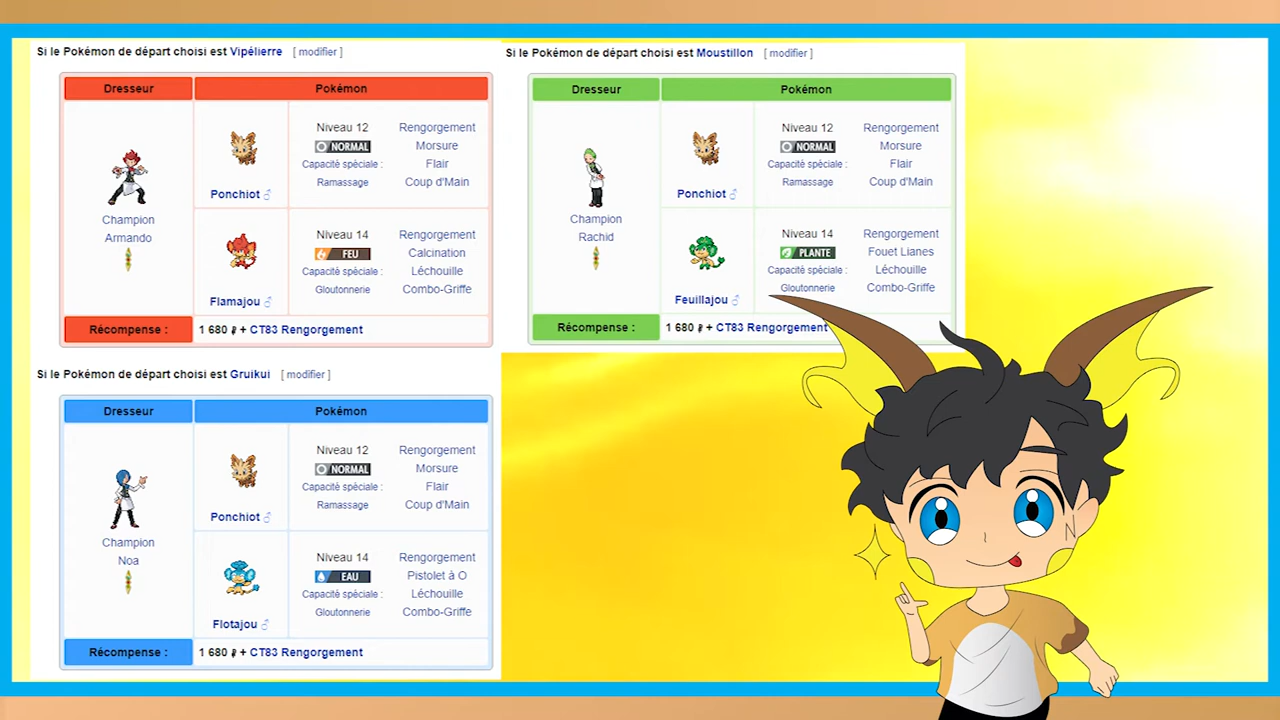 Si le Pokémon de départ choisi est Vipélierre [ modifier ]
Dresseur Pokémon
Champion
Armando
Ponchiot ♂
Niveau 12
NORMAL
Capacité spéciale :
Ramassage
Rengorgement
Morsure
Flair
Coup d'Main
Flamajou ♂
Niveau 14
FEU
Capacité spéciale :
Gloutonnerie
Rengorgement
Calcination
Léchouille
Combo-Griffe
Récompense : 1 680 ₽ + CT83 Rengorgement
Si le Pokémon de départ choisi est Moustillon [ modifier ]
Dresseur Pokémon
Champion
Rachid
Ponchiot ♂
Niveau 12
NORMAL
Capacité spéciale :
Ramassage
Rengorgement
Morsure
Flair
Coup d'Main
Feuillajou ♂
Niveau 14
PLANTE
Capacité spéciale :
Gloutonnerie
Rengorgement
Fouet Lianes
Léchouille
Combo-Griffe
Récompense : 1 680 ₽ + CT83 Rengorgement
Si le Pokémon de départ choisi est Gruikui [ modifier ]
Dresseur Pokémon
Champion
Noa
Ponchiot ♂
Niveau 12
NORMAL
Capacité spéciale :
Ramassage
Rengorgement
Morsure
Flair
Coup d'Main
Flotajou ♂
Niveau 14
EAU
Capacité spéciale :
Gloutonnerie
Rengorgement
Pistolet à O
Léchouille
Combo-Griffe
Récompense : 1 680 ₽ + CT83 Rengorgement
N